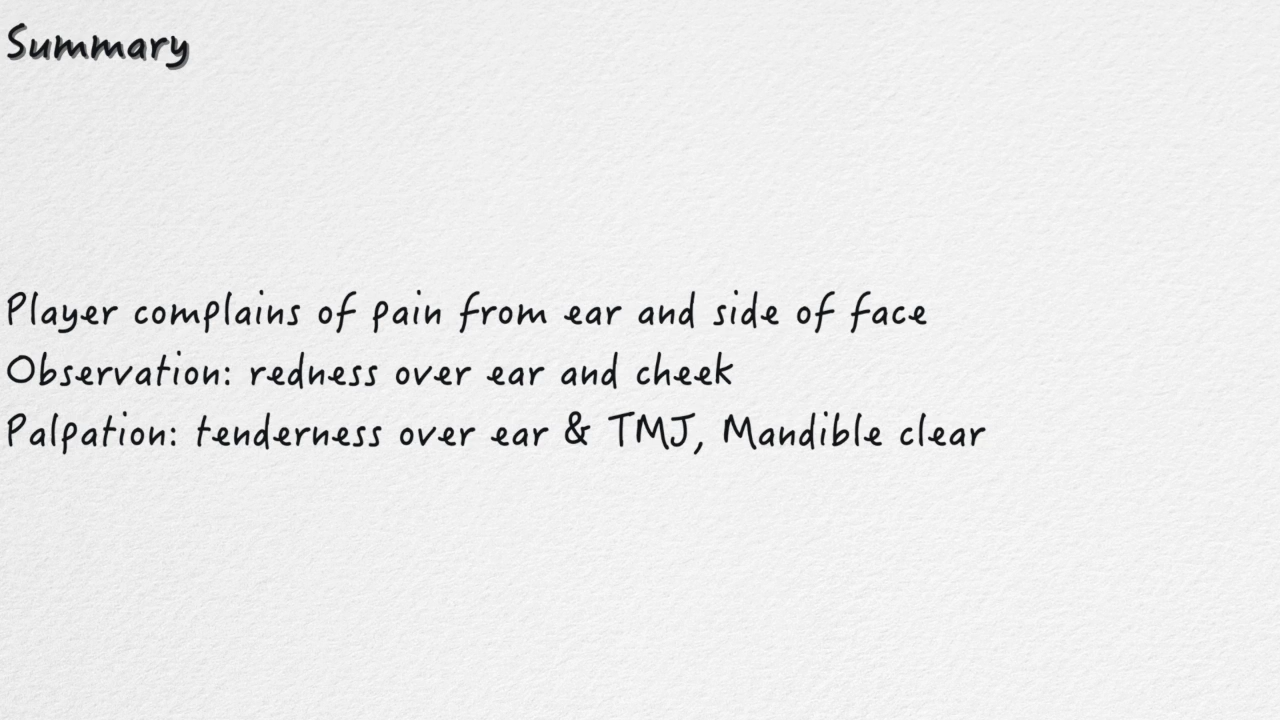 Summary
Player complains of pain from ear and side of face
Observation: redness over ear and cheek
Palpation: tenderness over ear & TMJ, Mandible clear